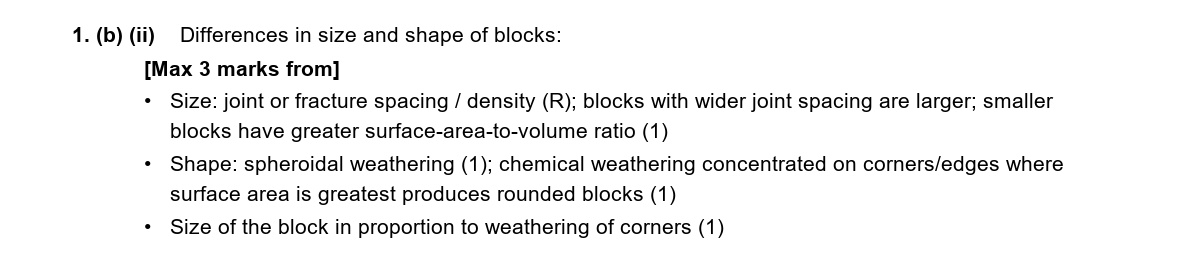 1. (b) (ii) Differences in size and shape of blocks:
[Max 3 marks from]
• Size: joint or fracture spacing / density (R); blocks with wider joint spacing are larger; smaller
blocks have greater surface-area-to-volume ratio (1)
• Shape: spheroidal weathering (1); chemical weathering concentrated on corners/edges where
surface area is greatest produces rounded blocks (1)
• Size of the block in proportion to weathering of corners (1)